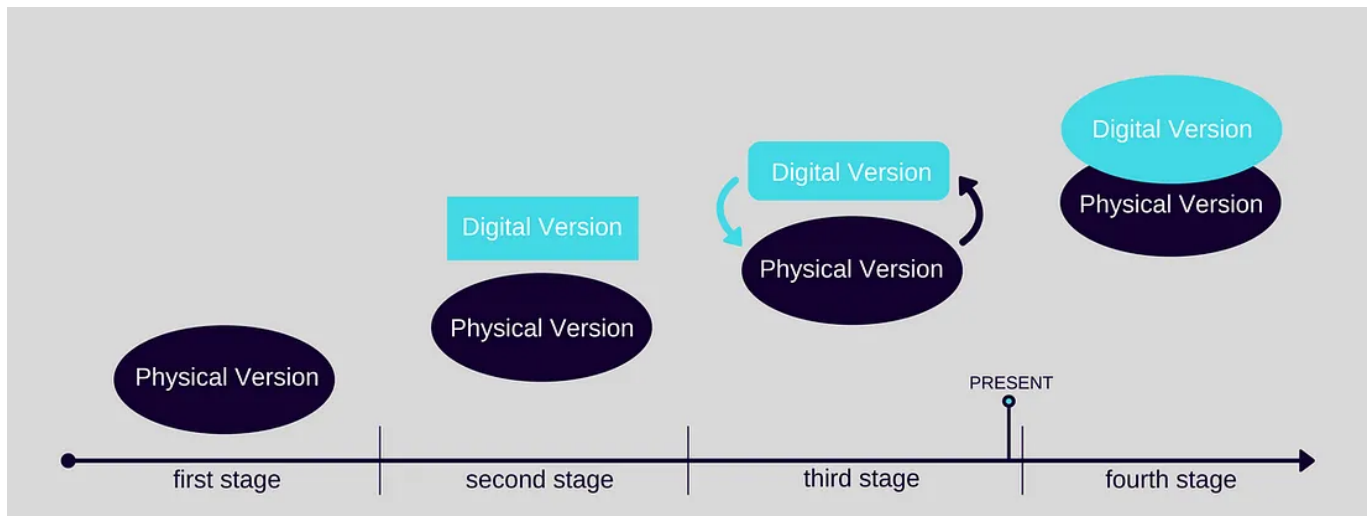 Physical Version
first stage
Digital Version
Physical Version
second stage
Digital Version
Physical Version
third stage
PRESENT
Digital Version
Physical Version
fourth stage